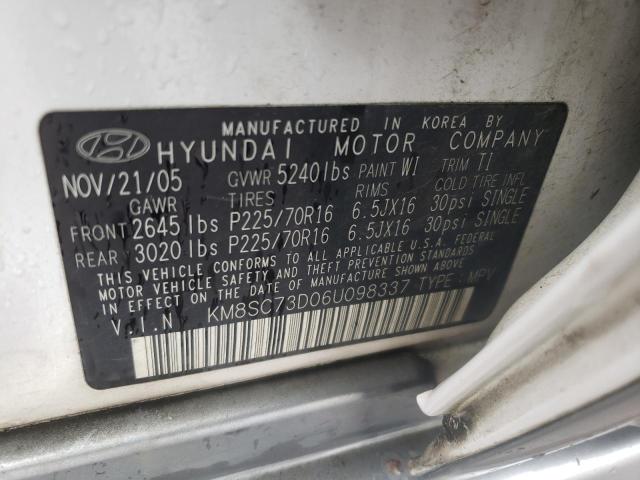 MANUFACTURED IN KOREA BY
HYUNDAI MOTOR COMPANY
NOV/21/05 GVWR 5240lbs PAINT WI TRIM TI
GAWR TIRES RIMS COLD TIRE INFL
FRONT 2645 lbs P225/70R16 6.5JX16 30psi SINGLE
REAR 3020 lbs P225/70R16 6.5JX16 30psi SINGLE
THIS VEHICLE CONFORMS TO ALL APPLICABLE U.S.A. FEDERAL
MOTOR VEHICLE SAFETY AND THEFT PREVENTION STANDARDS
IN EFFECT ON THE DATE OF MANUFACTURE SHOWN ABOVE.
V.I.N. KM8SC73D06U098337 TYPE : MPV